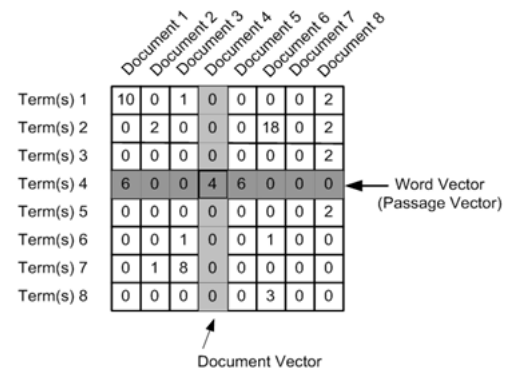 Document 1 Document 2 Document 3 Document 4 Document 5 Document 6 Document 7 Document 8
Term(s) 1 10 0 1 0 0 0 0 2
Term(s) 2 0 2 0 0 0 18 0 2
Term(s) 3 0 0 0 0 0 0 0 2
Term(s) 4 6 0 0 4 6 0 0 0 Word Vector
(Passage Vector)
Term(s) 5 0 0 0 0 0 0 0 2
Term(s) 6 0 0 1 0 0 1 0 0
Term(s) 7 0 1 8 0 0 0 0 0
Term(s) 8 0 0 0 0 0 3 0 0
Document Vector